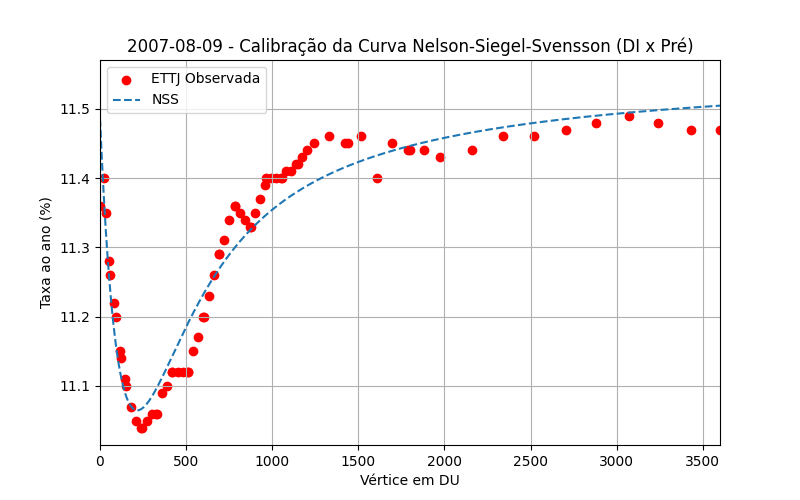 2007-08-09 - Calibração da Curva Nelson-Siegel-Svensson (DI x Pré)
ETTJ Observada
NSS
Taxa ao ano (%)
11.5
11.4
11.3
11.2
11.1
0 500 1000 1500 2000 2500 3000 3500
Vértice em DU